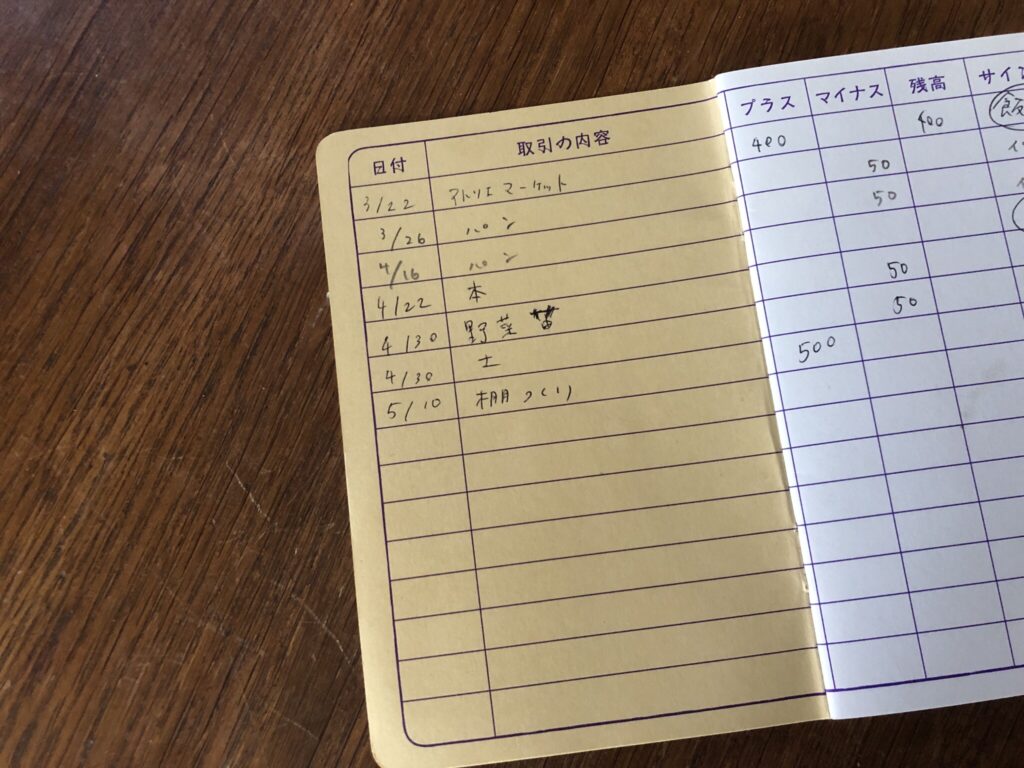 日付 取引の内容 プラス マイナス 残高 サイ
3/22 アトリエマーケット 400 400 飯
3/26 パン 50
4/16 パン 50
4/22 本
4/30 野菜 50
4/30 土 50
5/10 棚つくり 500